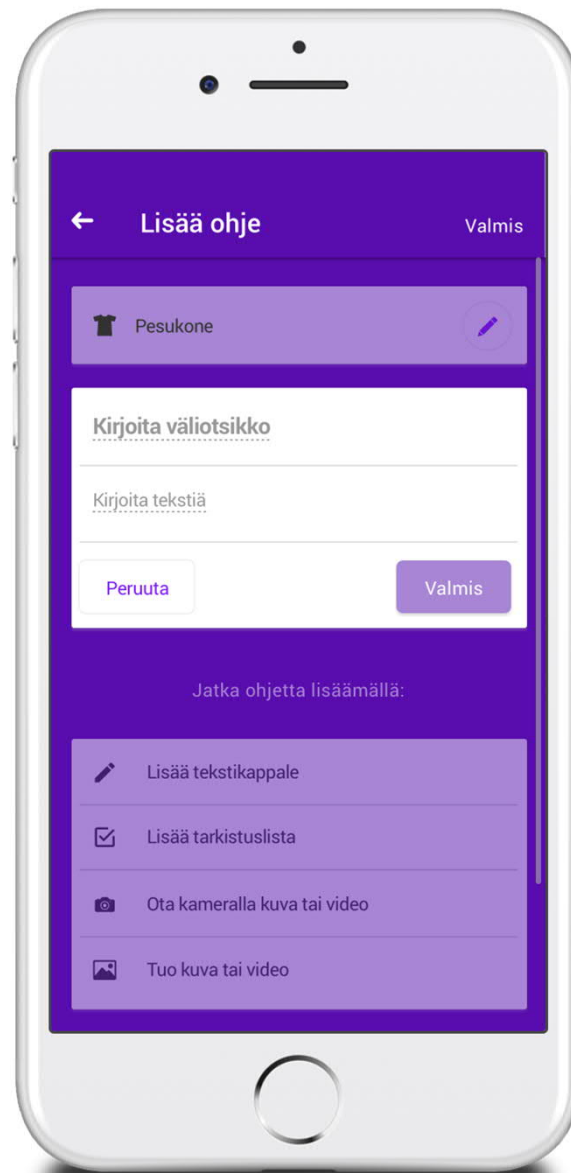 Lisää ohje
Valmis
Pesukone
Kirjoita väliotsikko
Kirjoita tekstiä
Peruuta
Valmis
Jatka ohjetta lisäämällä:
Lisää tekstikappale
Lisää tarkistuslista
Ota kameralla kuva tai video
Tuo kuva tai video